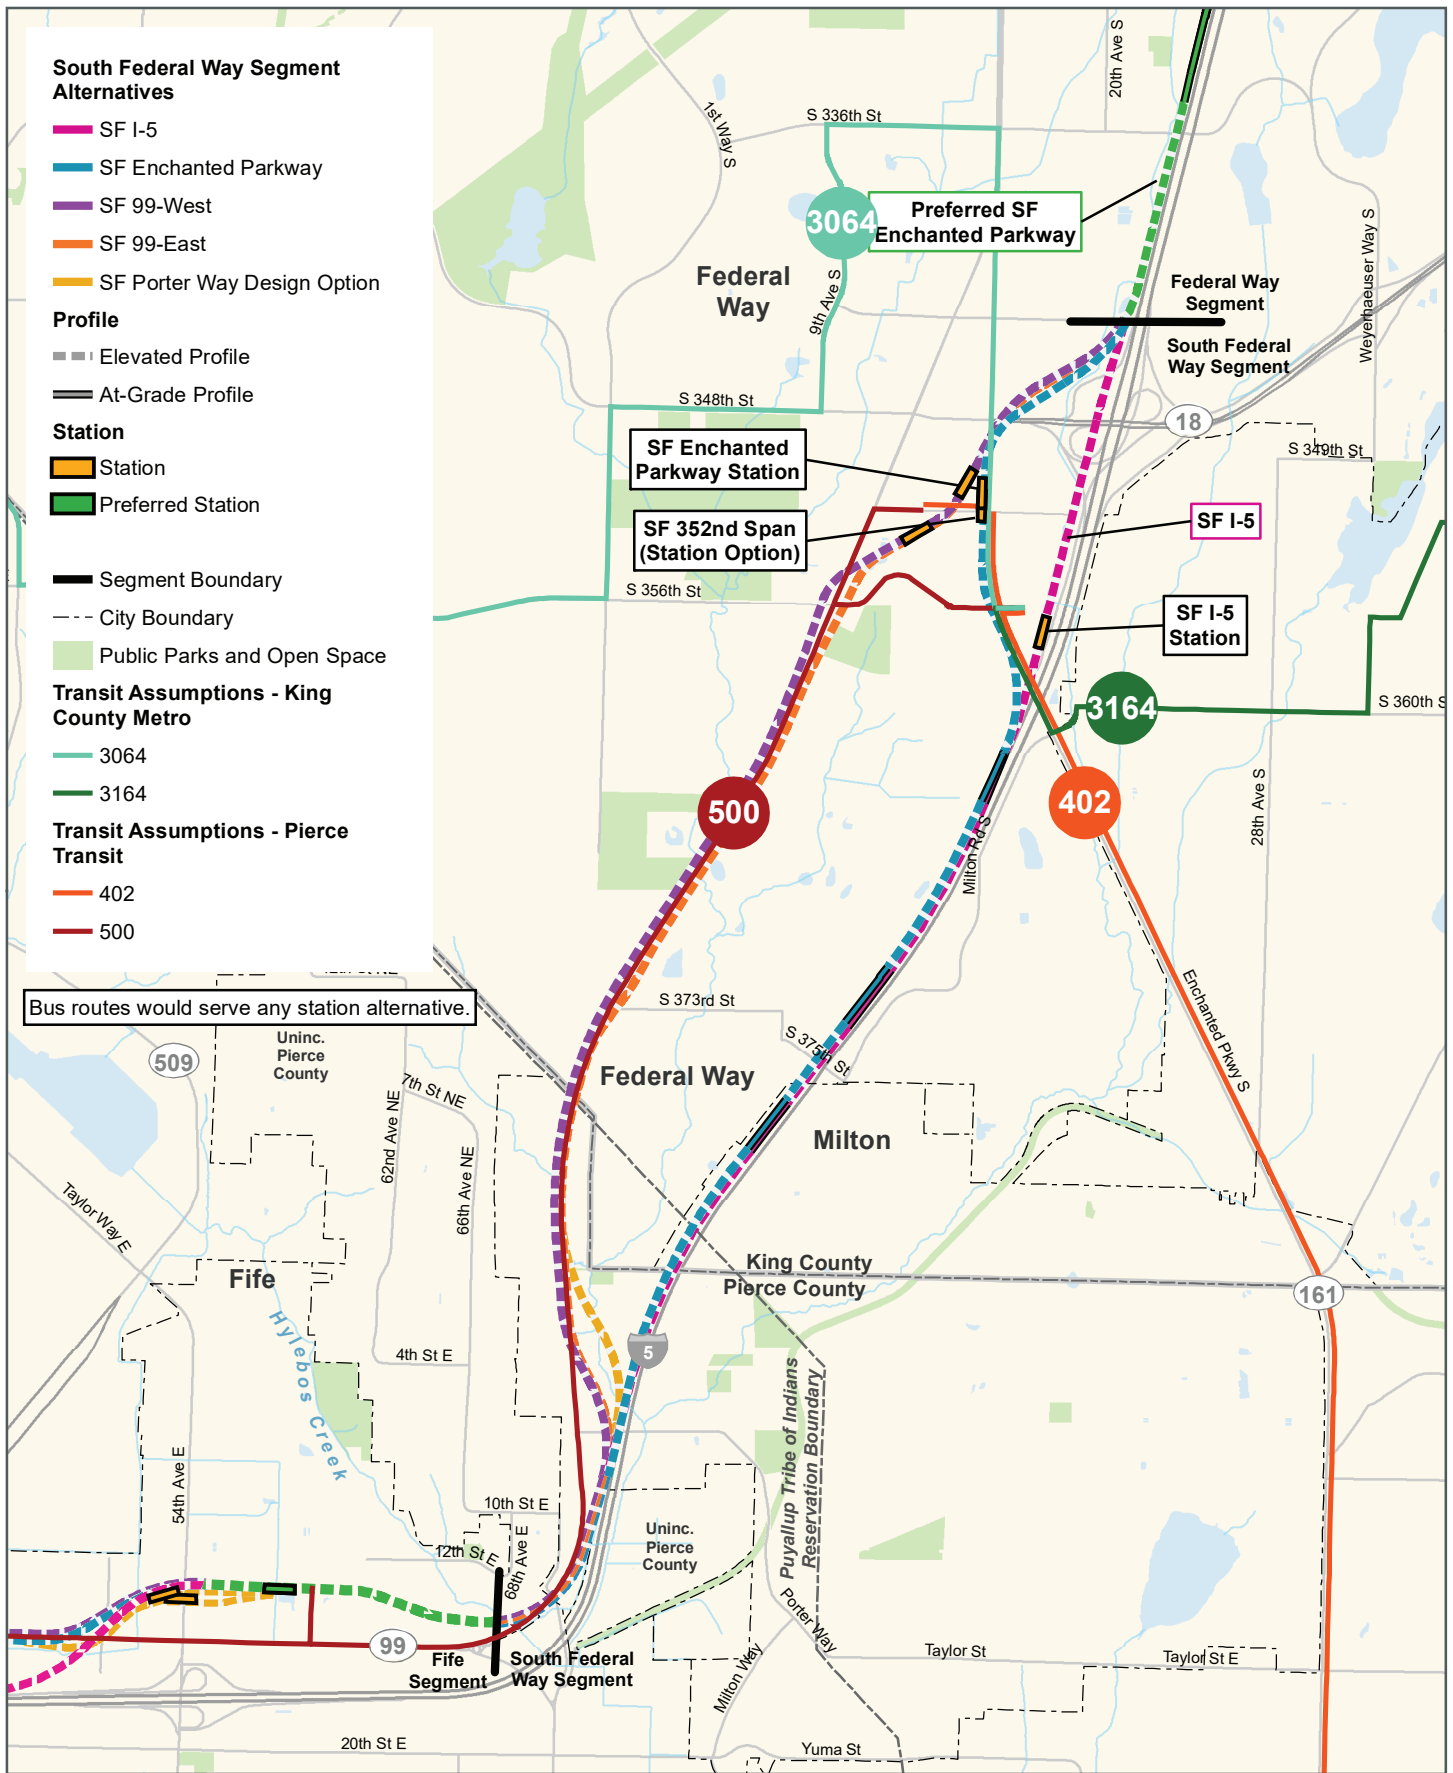 South Federal Way Segment
Alternatives
SF I-5
SF Enchanted Parkway
SF 99-West
SF 99-East
SF Porter Way Design Option
Profile
Elevated Profile
At-Grade Profile
Station
Station
Preferred Station
Segment Boundary
City Boundary
Public Parks and Open Space
Transit Assumptions - King
County Metro
3064
3164
Transit Assumptions - Pierce
Transit
402
500
Bus routes would serve any station alternative.
20th Ave S
1st Way S
S 336th St
3064
Preferred SF
Enchanted Parkway
Federal
Way
9th Ave S
Weyerhaeuser Way S
Federal Way
Segment
South Federal
Way Segment
S 348th St
18
SF Enchanted
Parkway Station
S 349th St
SF 352nd Span
(Station Option)
SF I-5
S 356th St
SF I-5
Station
3164
S 360th S
500
402
28th Ave S
Milton Rd S
S 373rd St
Enchanted Pkwy S
S 375th St
509
Uninc.
Pierce
County
7th St NE
62nd Ave NE
66th Ave NE
Federal Way
Milton
Taylor Way E
Fife
King County
Pierce County
161
Hylebos Creek
5
4th St E
Puyallup Tribe of Indians
Reservation Boundary
54th Ave E
10th St E
12th St E
68th Ave E
Uninc.
Pierce
County
Porter Way
99
Fife
Segment
South Federal
Way Segment
Milton Way
Taylor St
Taylor St E
20th St E
Yuma St